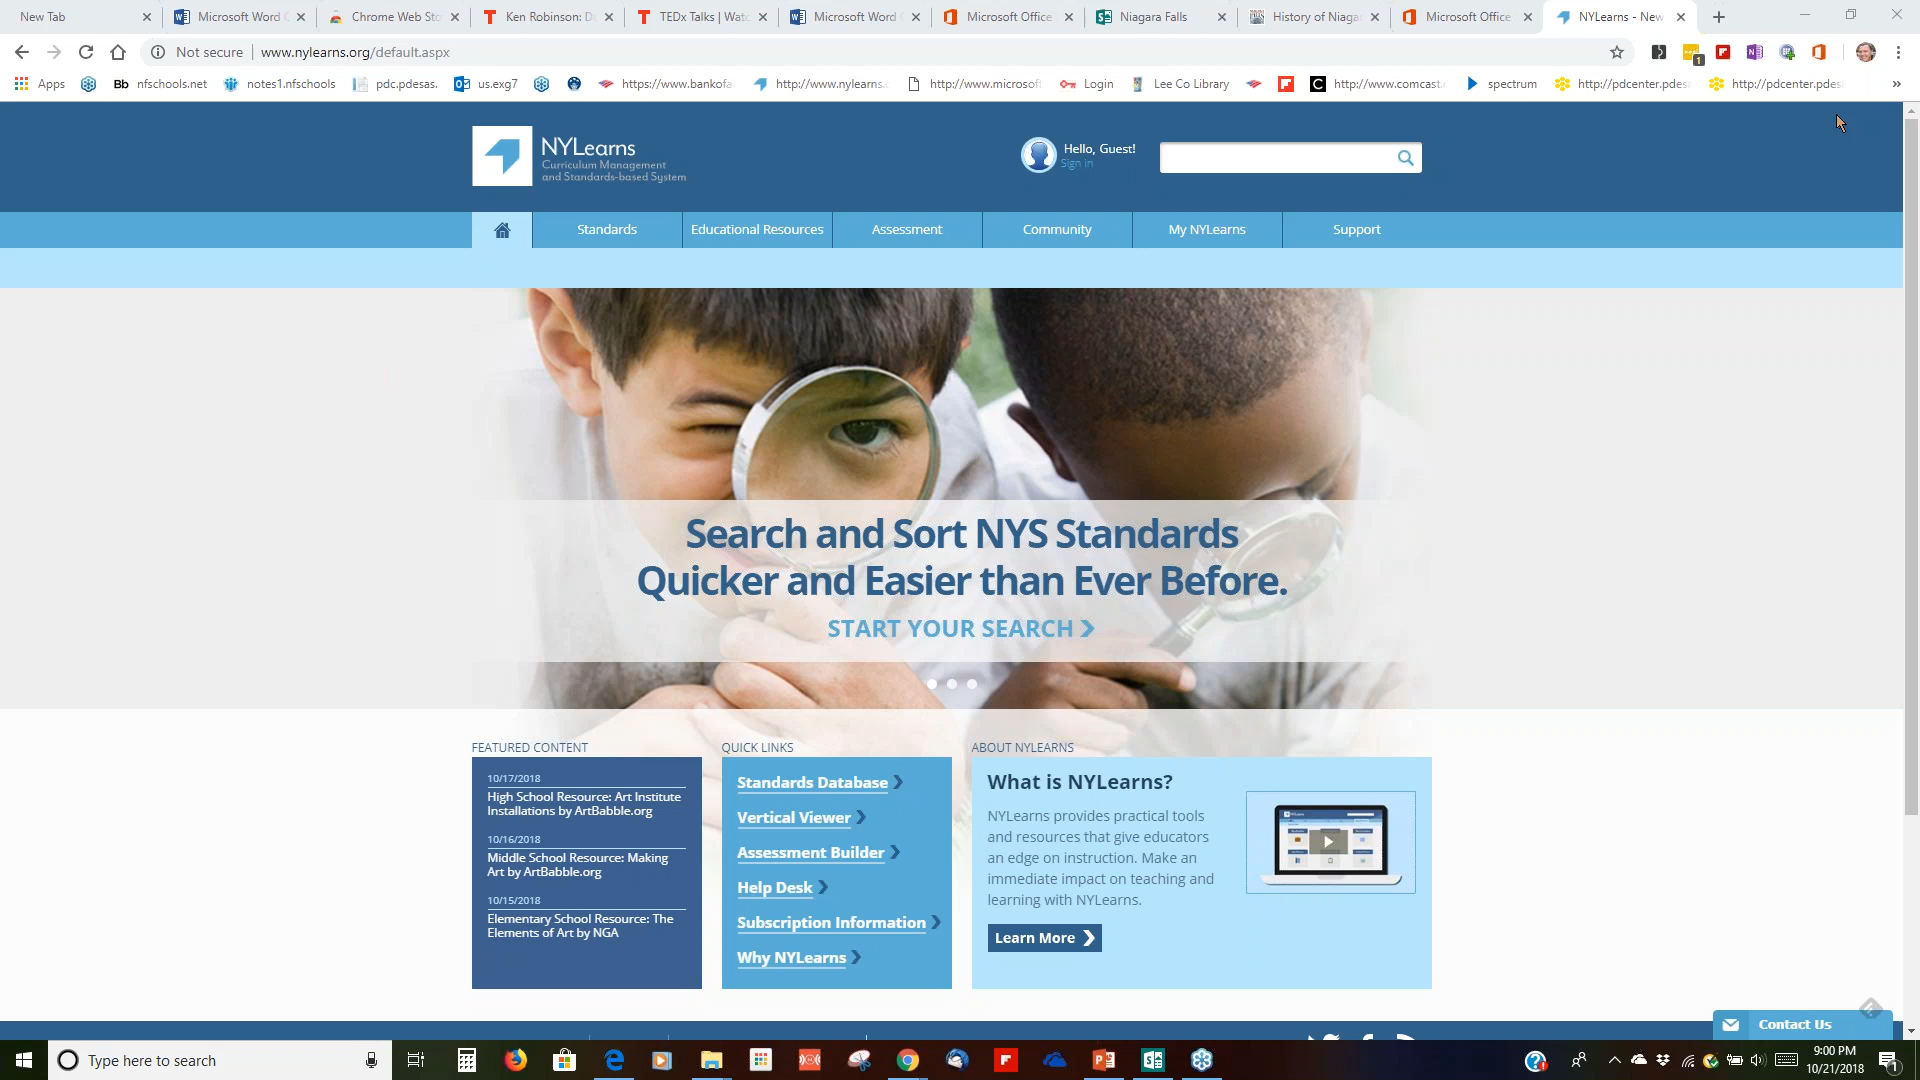 New Tab
Microsoft Word
Chrome Web Sto
Ken Robinson: D
TEDx Talks | Wat
Microsoft Word
Microsoft Office
Niagara Falls
History of Niaga
Microsoft Office
NYLearns - New
Not secure
www.nylearns.org/default.aspx
1
Apps
Bb
nfschools.net
notes1.nfschools
pdc.pdesas.
us.exg7
https://www.bankofa
http://www.nylearns.
http://www.microsoft
Login
Lee Co Library
http://www.comcast.
spectrum
http://pdcenter.pdesa
http://pdcenter.pdesa
NYLearns
Curriculum Management
and Standards-based System
Hello, Guest!
Sign in
Standards
Educational Resources
Assessment
Community
My NYLearns
Support
Search and Sort NYS Standards
Quicker and Easier than Ever Before.
START YOUR SEARCH
FEATURED CONTENT
10/17/2018
High School Resource: Art Institute
Installations by ArtBabble.org
10/16/2018
Middle School Resource: Making
Art by ArtBabble.org
10/15/2018
Elementary School Resource: The
Elements of Art by NGA
QUICK LINKS
Standards Database
Vertical Viewer
Assessment Builder
Help Desk
Subscription Information
Why NYLearns
ABOUT NYLEARNS
What is NYLearns?
NYLearns provides practical tools
and resources that give educators
an edge on instruction. Make an
immediate impact on teaching and
learning with NYLearns.
Learn More
Contact Us
Type here to search
9:00 PM
10/21/2018
1